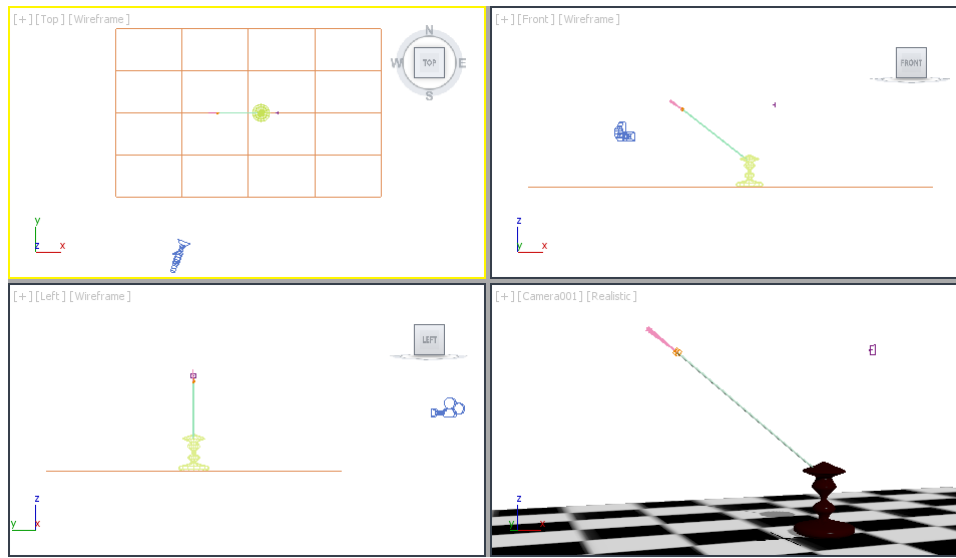 [+] [Top] [Wireframe]
N
W TOP E
S
y
z x
[+] [Front] [Wireframe]
FRONT
z
y x
[+] [Left] [Wireframe]
LEFT
z
y x
[+] [Camera001] [Realistic]
z
y x